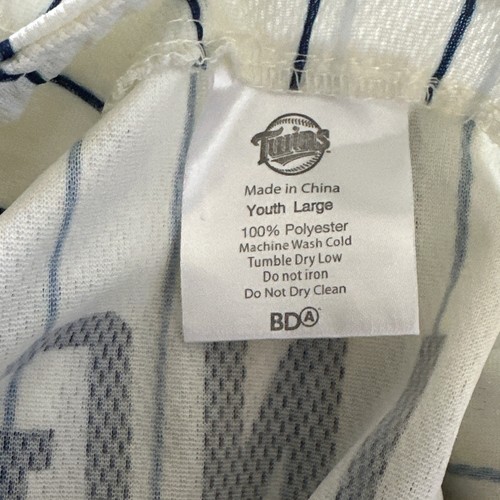 Twins
Made in China
Youth Large
100% Polyester
Machine Wash Cold
Tumble Dry Low
Do not iron
Do Not Dry Clean
BDA